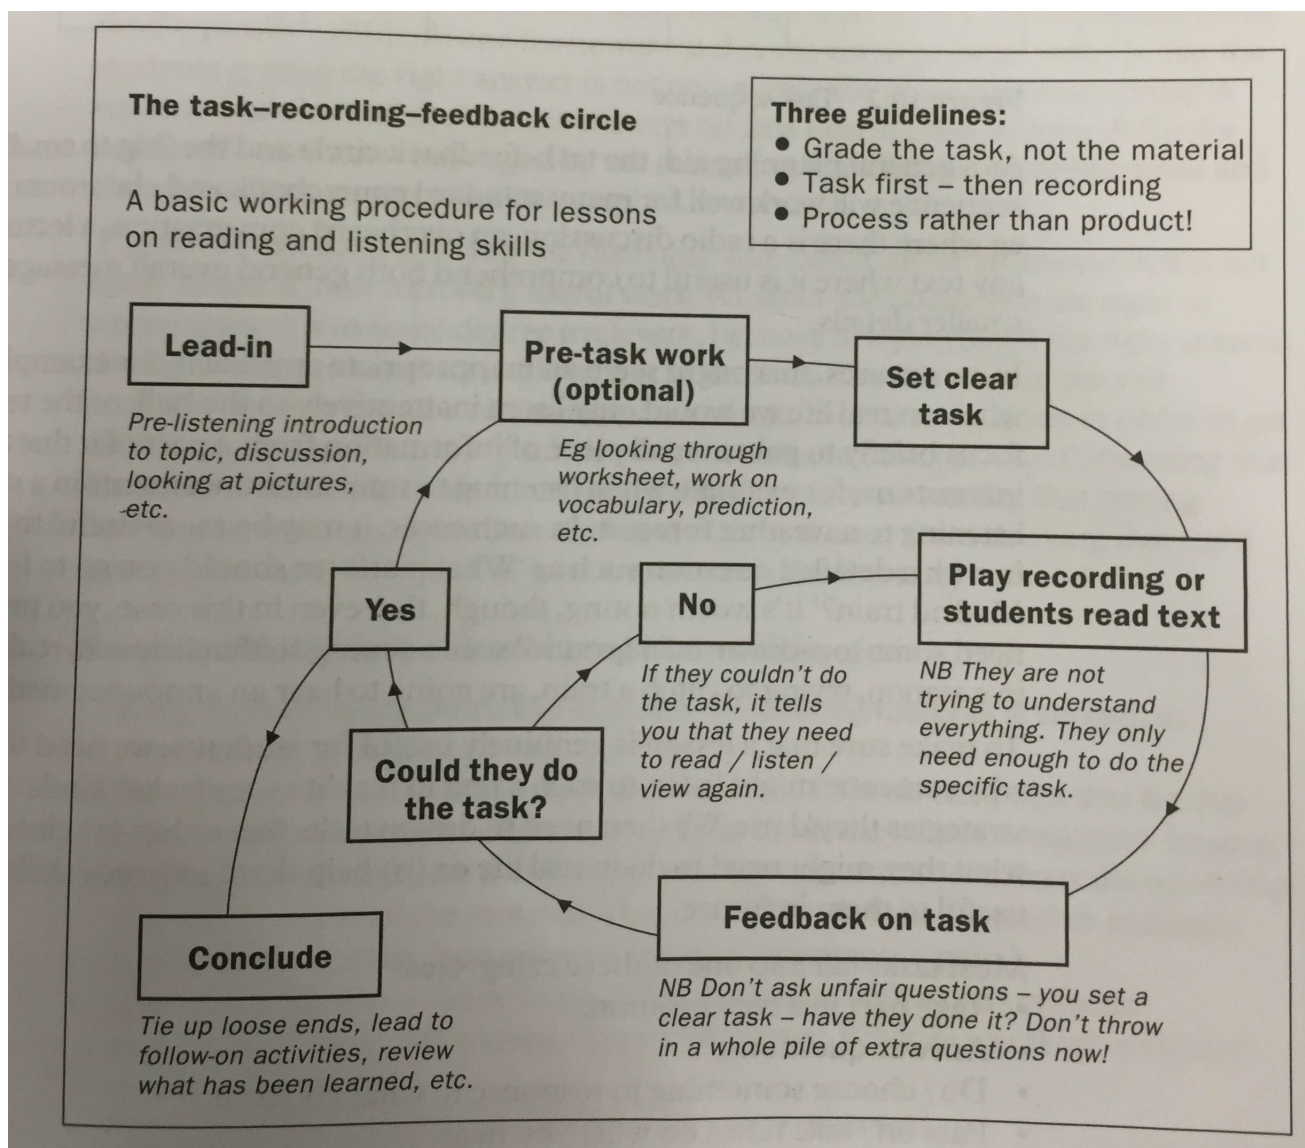 The task–recording–feedback circle
A basic working procedure for lessons
on reading and listening skills
Three guidelines:
• Grade the task, not the material
• Task first – then recording
• Process rather than product!
Lead-in
Pre-listening introduction
to topic, discussion,
looking at pictures,
etc.
Pre-task work
(optional)
Eg looking through
worksheet, work on
vocabulary, prediction,
etc.
Set clear
task
Play recording or
students read text
NB They are not
trying to understand
everything. They only
need enough to do the
specific task.
Yes
No
If they couldn't do
the task, it tells
you that they need
to read / listen /
view again.
Could they do
the task?
Feedback on task
NB Don't ask unfair questions – you set a
clear task – have they done it? Don't throw
in a whole pile of extra questions now!
Conclude
Tie up loose ends, lead to
follow-on activities, review
what has been learned, etc.